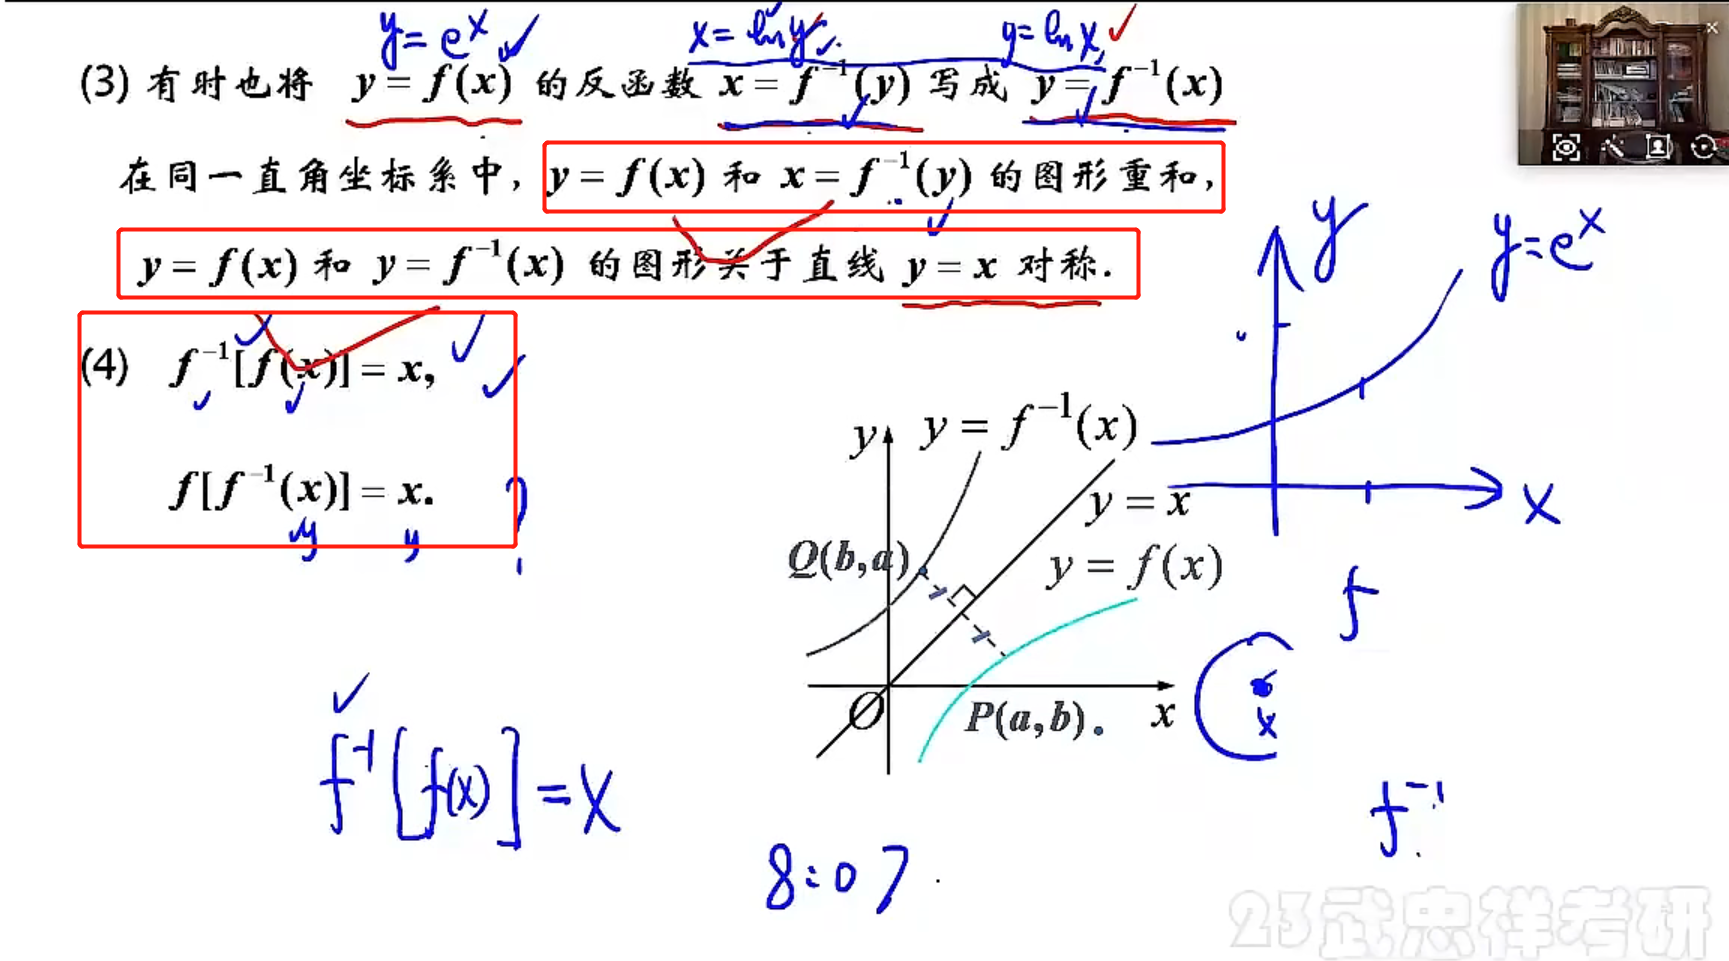 y = eˣ  x = ln y  y = ln x
(3) 有时也将 y = f(x) 的反函数 x = f⁻¹(y) 写成 y = f⁻¹(x)
在同一直角坐标系中, y = f(x) 和 x = f⁻¹(y) 的图形重和,
y = f(x) 和 y = f⁻¹(x) 的图形关于直线 y = x 对称.
(4) f⁻¹[f(x)] = x,
f[f⁻¹(x)] = x.
y y ?
y
y = eˣ
x
y
y = f⁻¹(x)
y = x
Q(b,a)
y = f(x)
O
P(a,b).
x
f
x
f⁻¹
f⁻¹[f(x)] = x
8:07
23武忠祥考研